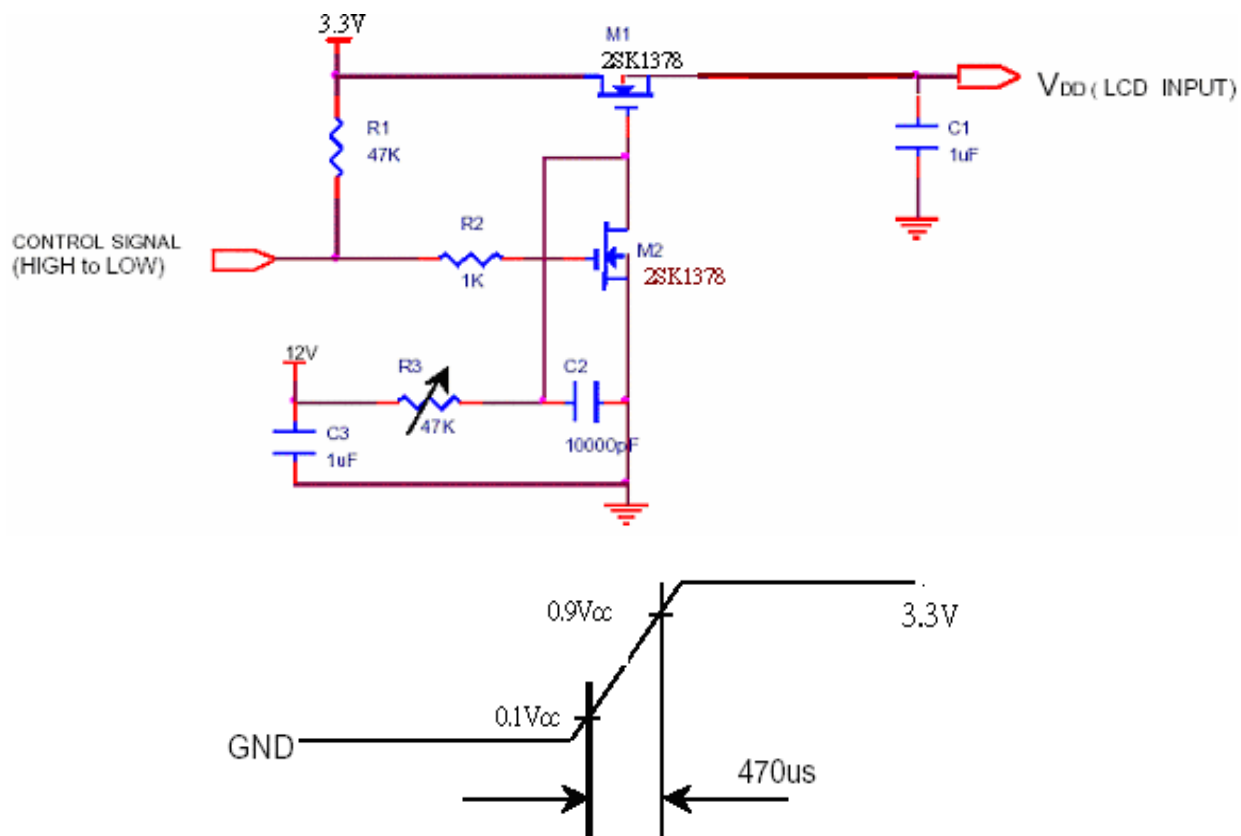 3.3V
M1
2SK1378
VDD ( LCD INPUT)
R1
47K
C1
1uF
CONTROL SIGNAL
(HIGH to LOW)
R2
1K
M2
2SK1378
12V
R3
47K
C2
10000pF
C3
1uF
0.9Vcc
3.3V
0.1Vcc
GND
470us